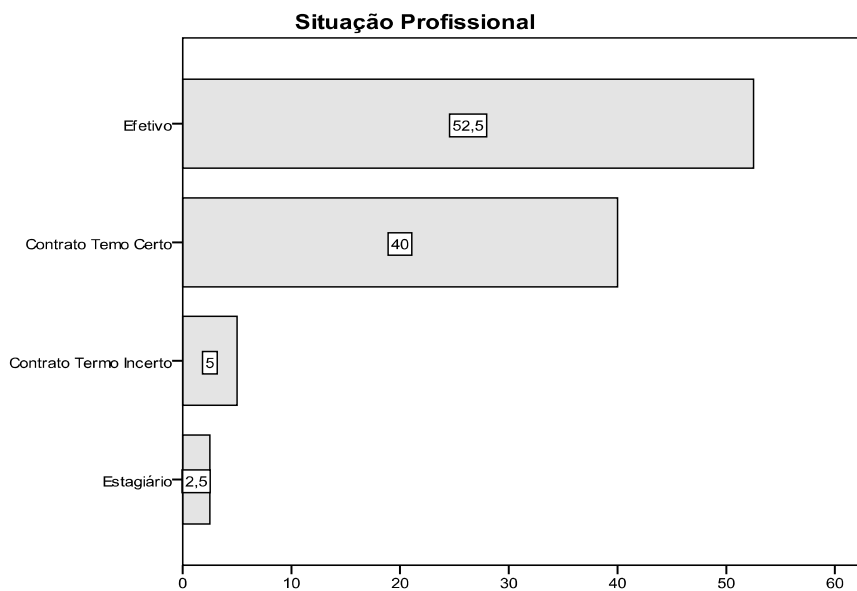 Situação Profissional
Efetivo
52,5
Contrato Temo Certo
40
Contrato Termo Incerto
5
Estagiário
2,5
0 10 20 30 40 50 60